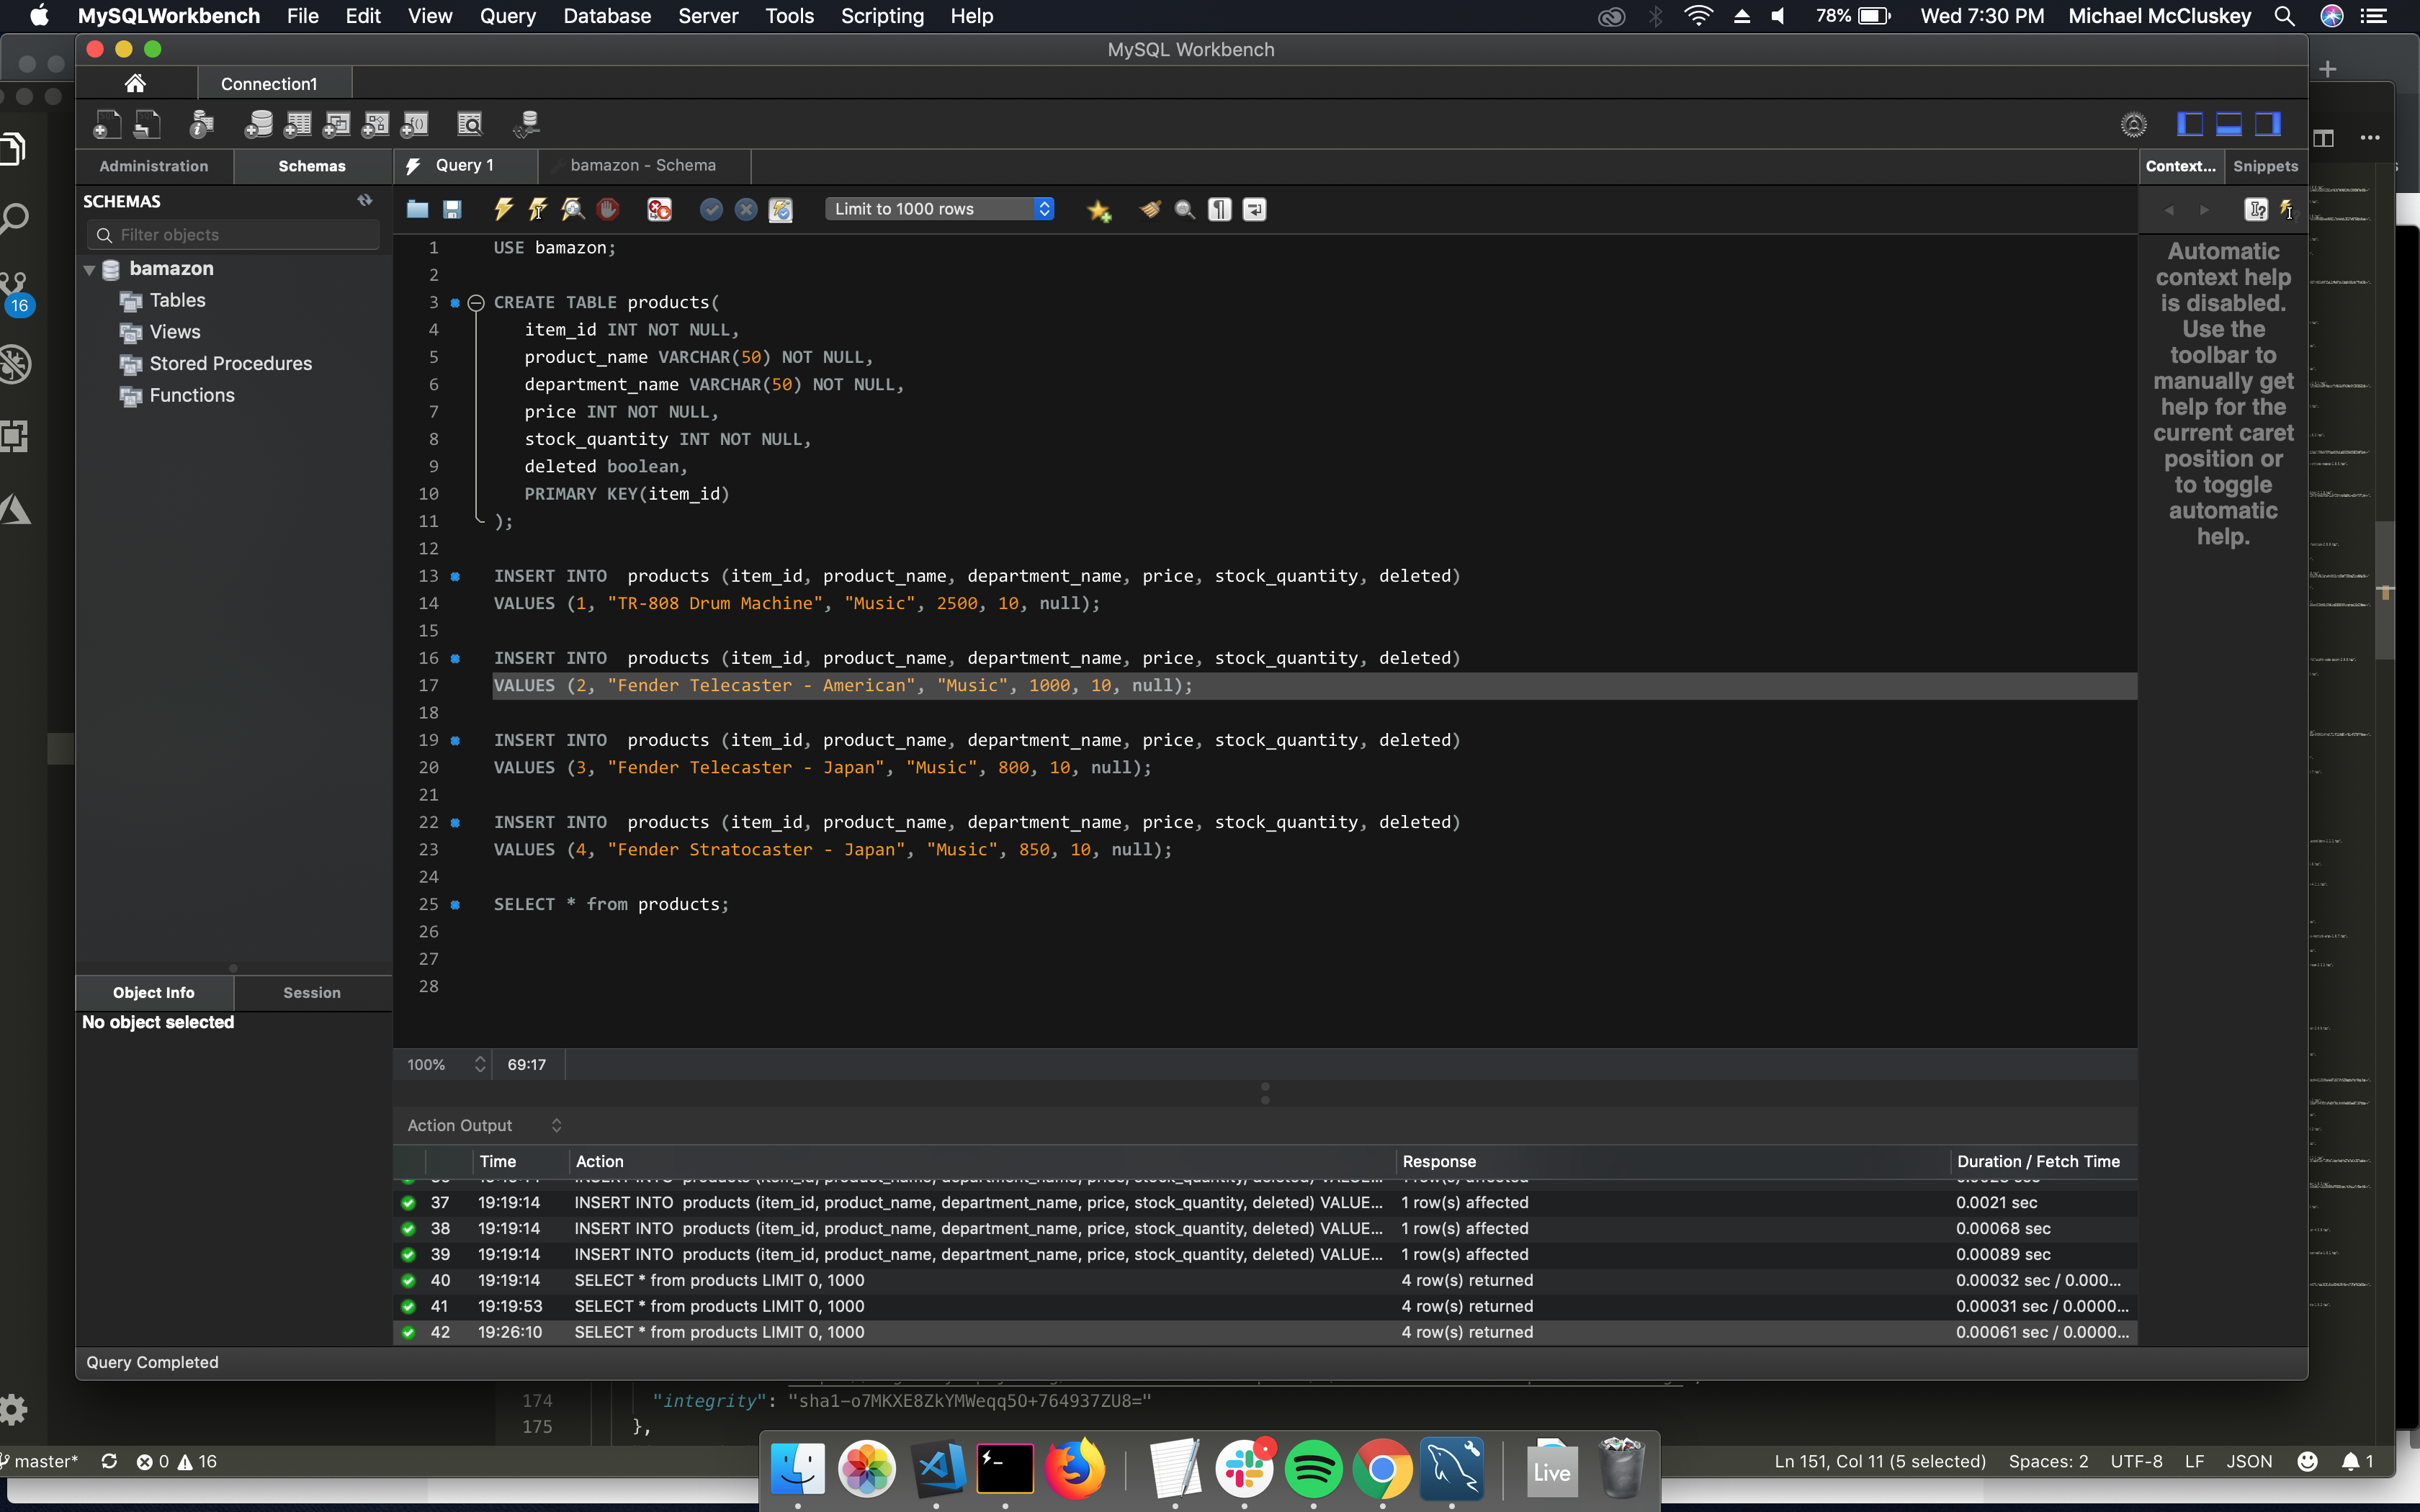 MySQLWorkbench File Edit View Query Database Server Tools Scripting Help 78% Wed 7:30 PM Michael McCluskey
MySQL Workbench
Connection1
Administration Schemas Query 1 bamazon - Schema Context... Snippets
SCHEMAS
Limit to 1000 rows
Filter objects
bamazon
Tables
Views
Stored Procedures
Functions
16
1 USE bamazon;
2
3 CREATE TABLE products(
4 item_id INT NOT NULL,
5 product_name VARCHAR(50) NOT NULL,
6 department_name VARCHAR(50) NOT NULL,
7 price INT NOT NULL,
8 stock_quantity INT NOT NULL,
9 deleted boolean,
10 PRIMARY KEY(item_id)
11 );
12
13 INSERT INTO  products (item_id, product_name, department_name, price, stock_quantity, deleted)
14 VALUES (1, "TR-808 Drum Machine", "Music", 2500, 10, null);
15
16 INSERT INTO  products (item_id, product_name, department_name, price, stock_quantity, deleted)
17 VALUES (2, "Fender Telecaster - American", "Music", 1000, 10, null);
18
19 INSERT INTO  products (item_id, product_name, department_name, price, stock_quantity, deleted)
20 VALUES (3, "Fender Telecaster - Japan", "Music", 800, 10, null);
21
22 INSERT INTO  products (item_id, product_name, department_name, price, stock_quantity, deleted)
23 VALUES (4, "Fender Stratocaster - Japan", "Music", 850, 10, null);
24
25 SELECT * from products;
26
27
28
Automatic
context help
is disabled.
Use the
toolbar to
manually get
help for the
current caret
position or
to toggle
automatic
help.
Object Info Session
No object selected
100% 69:17
Action Output
Time Action Response Duration / Fetch Time
37 19:19:14 INSERT INTO  products (item_id, product_name, department_name, price, stock_quantity, deleted) VALUE... 1 row(s) affected 0.0021 sec
38 19:19:14 INSERT INTO  products (item_id, product_name, department_name, price, stock_quantity, deleted) VALUE... 1 row(s) affected 0.00068 sec
39 19:19:14 INSERT INTO  products (item_id, product_name, department_name, price, stock_quantity, deleted) VALUE... 1 row(s) affected 0.00089 sec
40 19:19:14 SELECT * from products LIMIT 0, 1000 4 row(s) returned 0.00032 sec / 0.000...
41 19:19:53 SELECT * from products LIMIT 0, 1000 4 row(s) returned 0.00031 sec / 0.0000...
42 19:26:10 SELECT * from products LIMIT 0, 1000 4 row(s) returned 0.00061 sec / 0.0000...
Query Completed
174 "integrity": "sha1-o7MKXE8ZkYMWeqq5O+764937ZU8="
175 },
master* 0 16 Ln 151, Col 11 (5 selected) Spaces: 2 UTF-8 LF JSON 1
Live